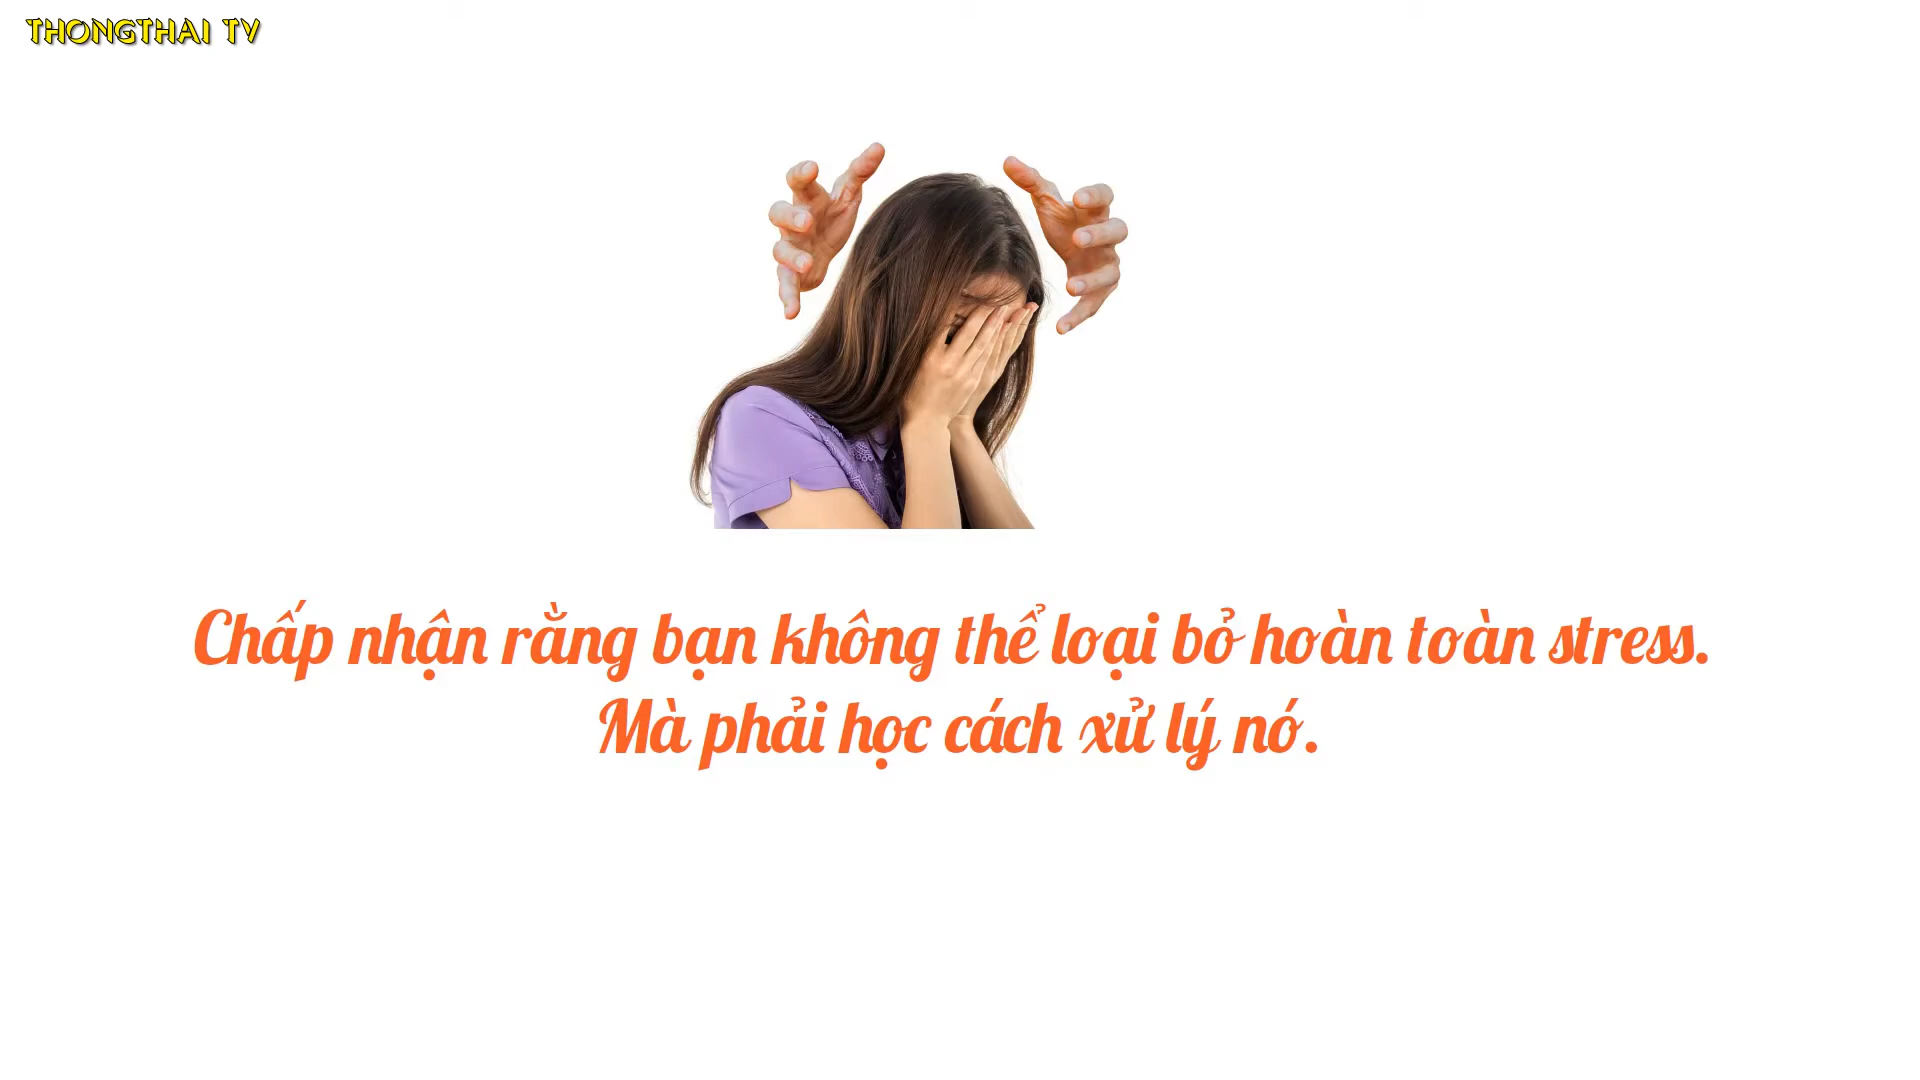 THONGTHAI TV
Chấp nhận rằng bạn không thể loại bỏ hoàn toàn stress.
Mà phải học cách xử lý nó.